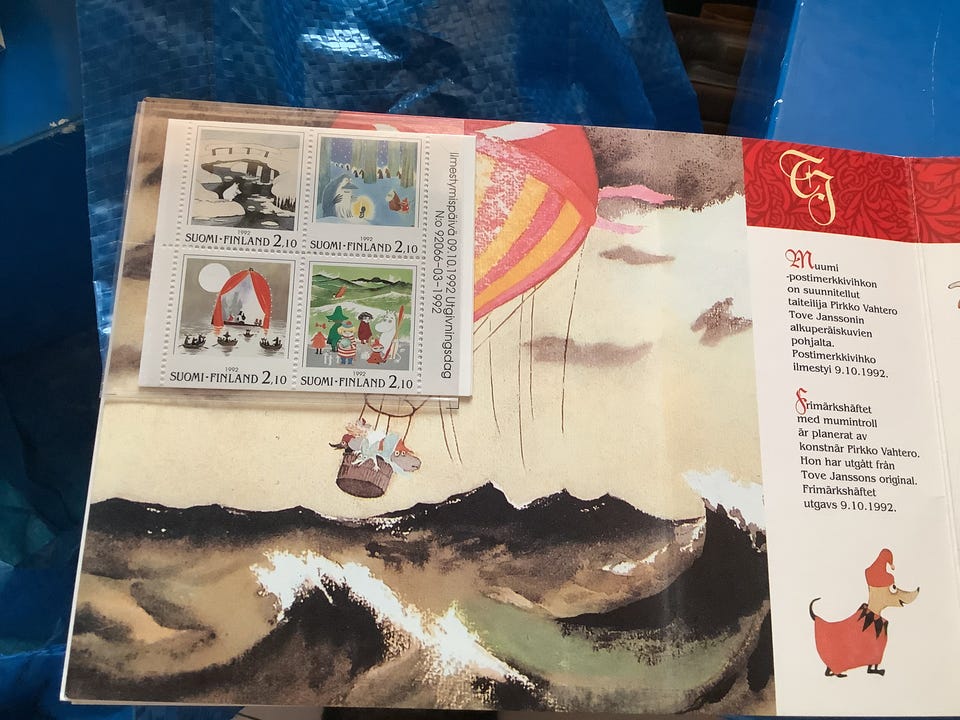 1992
SUOMI-FINLAND 2,10
1992
SUOMI-FINLAND 2,10
1992
SUOMI-FINLAND 2,10
1992
SUOMI-FINLAND 2,10
Ilmestymispäivä 09.10.1992 Utgivningsdag
No 92066-03-1992
TJ
Muumi
-postimerkkivihkon
on suunnitellut
taiteilija Pirkko Vahtero
Tove Janssonin
alkuperäiskuvien
pohjalta.
Postimerkkivihko
ilmestyi 9.10.1992.
Frimärkshäftet
med mumintroll
är planerat av
konstnär Pirkko Vahtero.
Hon har utgått från
Tove Janssons original.
Frimärkshäftet
utgavs 9.10.1992.